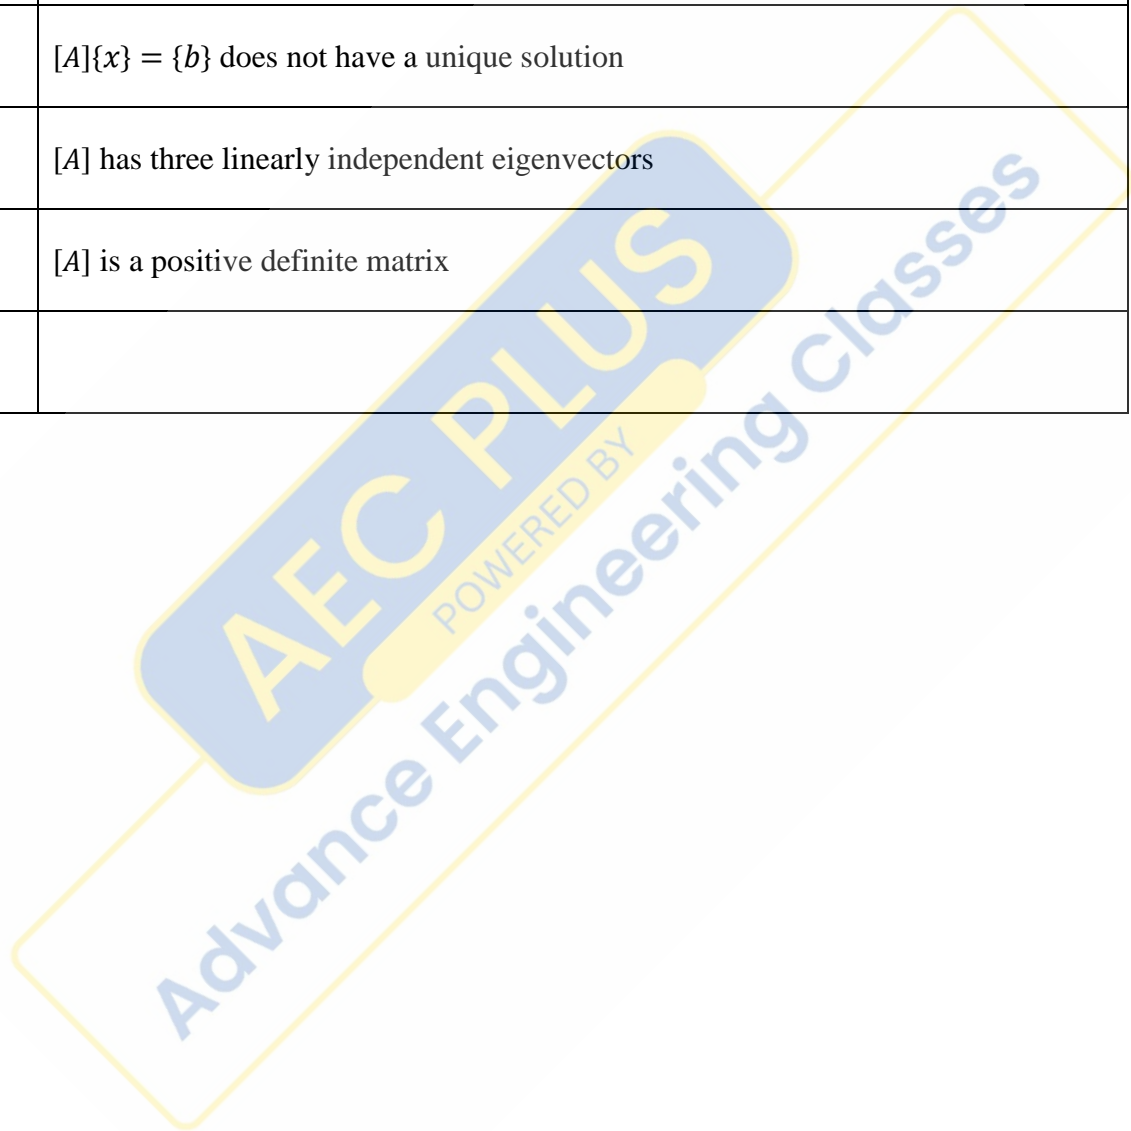 [A]{x} = {b} does not have a unique solution
[A] has three linearly independent eigenvectors
[A] is a positive definite matrix
AEC PLUS
POWERED BY
Advance Engineering Classes